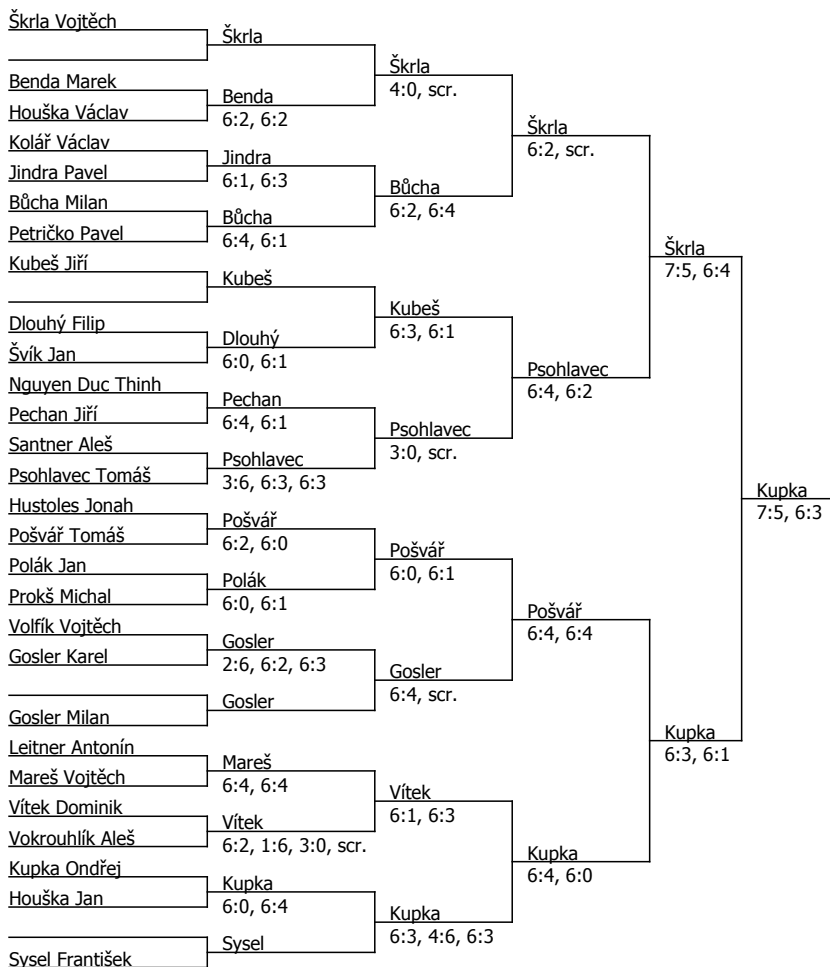 Škrla Vojtěch
Škrla
Škrla
4:0, scr.
Benda Marek
Benda
6:2, 6:2
Houška Václav
Škrla
6:2, scr.
Kolář Václav
Jindra
6:1, 6:3
Jindra Pavel
Bůcha
6:2, 6:4
Bůcha Milan
Bůcha
6:4, 6:1
Petričko Pavel
Škrla
7:5, 6:4
Kubeš Jiří
Kubeš
Kubeš
6:3, 6:1
Dlouhý Filip
Dlouhý
6:0, 6:1
Švík Jan
Psohlavec
6:4, 6:2
Nguyen Duc Thinh
Pechan
6:4, 6:1
Pechan Jiří
Psohlavec
3:0, scr.
Santner Aleš
Psohlavec
3:6, 6:3, 6:3
Psohlavec Tomáš
Kupka
7:5, 6:3
Hustoles Jonah
Pošvář
6:2, 6:0
Pošvář Tomáš
Pošvář
6:0, 6:1
Polák Jan
Polák
6:0, 6:1
Prokš Michal
Pošvář
6:4, 6:4
Volfík Vojtěch
Gosler
2:6, 6:2, 6:3
Gosler Karel
Gosler
6:4, scr.
Gosler
Gosler Milan
Kupka
6:3, 6:1
Leitner Antonín
Mareš
6:4, 6:4
Mareš Vojtěch
Vítek
6:1, 6:3
Vítek Dominik
Vítek
6:2, 1:6, 3:0, scr.
Vokrouhlík Aleš
Kupka
6:4, 6:0
Kupka Ondřej
Kupka
6:0, 6:4
Houška Jan
Kupka
6:3, 4:6, 6:3
Sysel
Sysel František